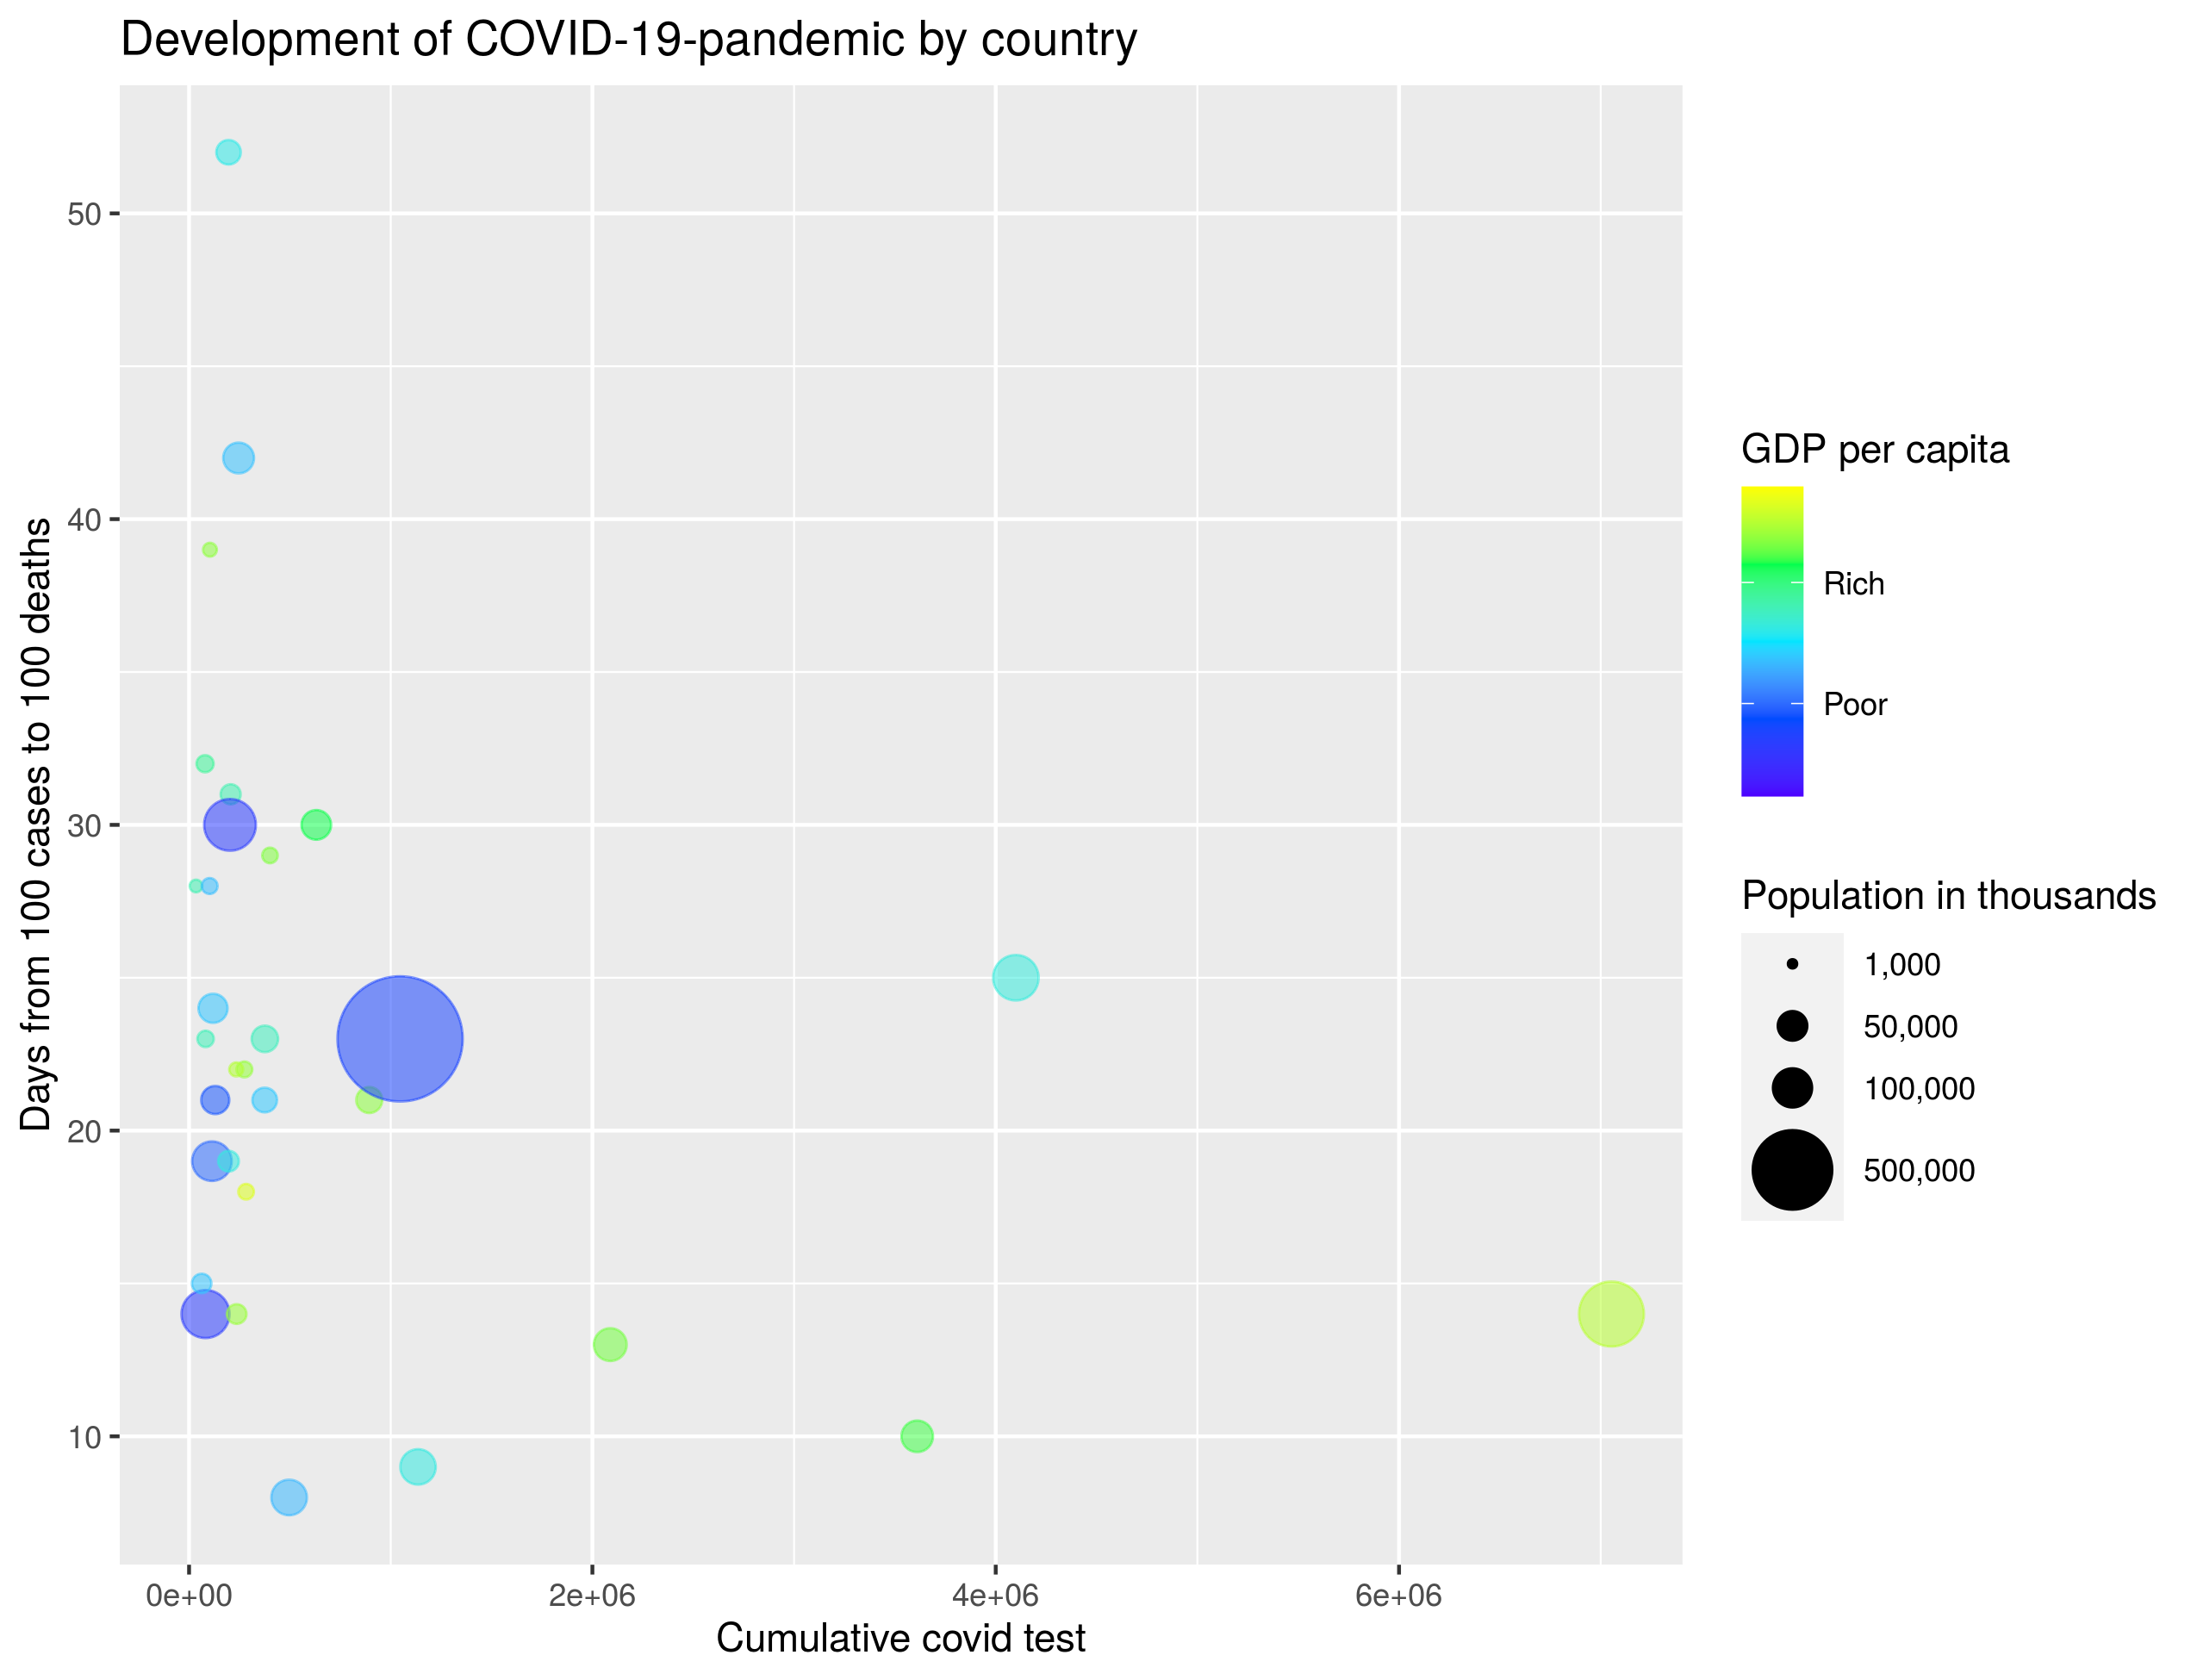 Development of COVID-19-pandemic by country
Days from 100 cases to 100 deaths
50
40
30
20
10
0e+00
2e+06
4e+06
6e+06
Cumulative covid test
GDP per capita
Rich
Poor
Population in thousands
1,000
50,000
100,000
500,000